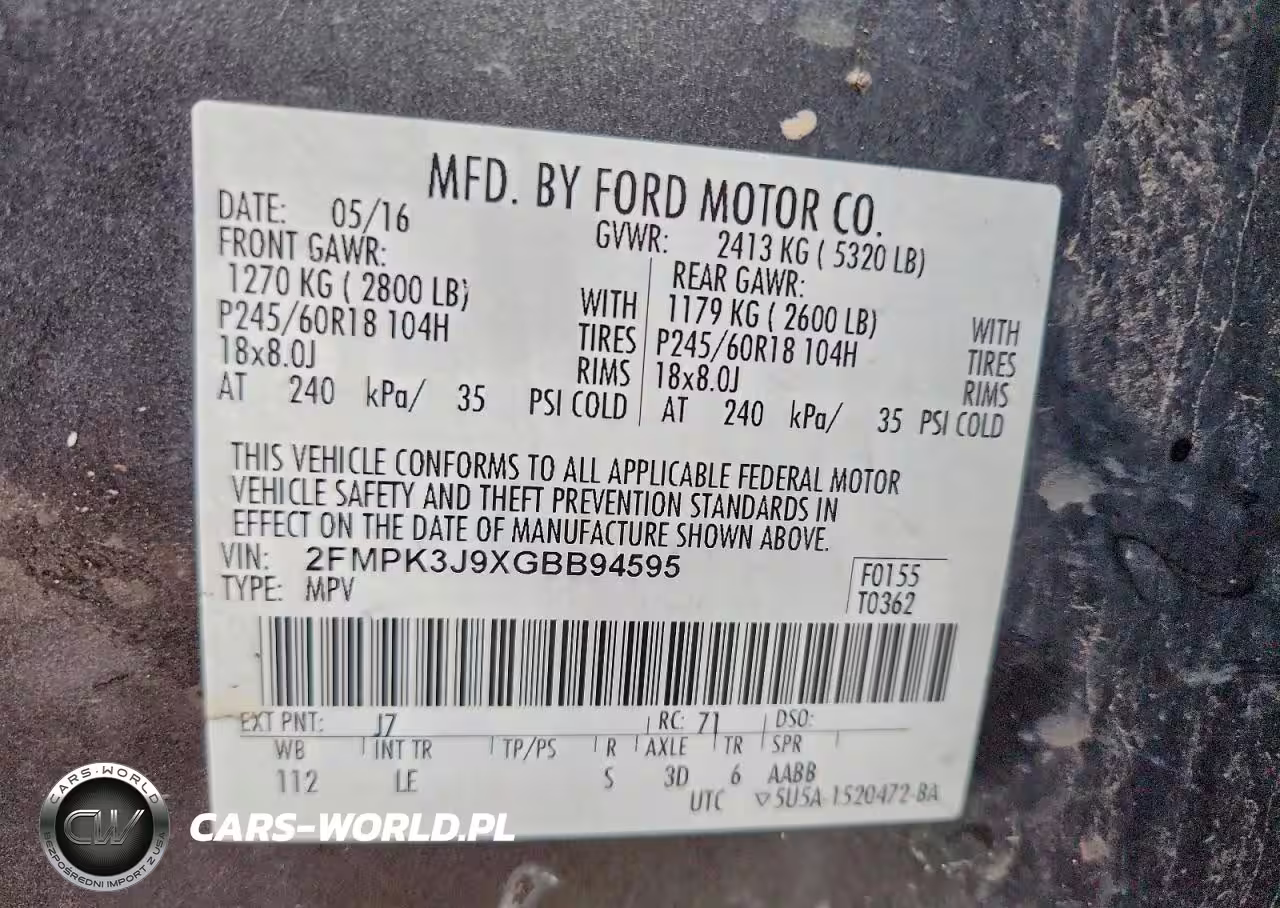 MFD. BY FORD MOTOR CO.
DATE: 05/16 GVWR: 2413 KG ( 5320 LB)
FRONT GAWR: REAR GAWR:
1270 KG ( 2800 LB) WITH 1179 KG ( 2600 LB) WITH
P245/60R18 104H TIRES P245/60R18 104H TIRES
18x8.0J RIMS 18x8.0J RIMS
AT 240 kPa/ 35 PSI COLD AT 240 kPa/ 35 PSI COLD
THIS VEHICLE CONFORMS TO ALL APPLICABLE FEDERAL MOTOR
VEHICLE SAFETY AND THEFT PREVENTION STANDARDS IN
EFFECT ON THE DATE OF MANUFACTURE SHOWN ABOVE.
VIN: 2FMPK3J9XGBB94595
TYPE: MPV
F0155
T0362
EXT PNT: J7 RC: 71 DSO:
WB INT TR TP/PS R AXLE TR SPR
112 LE S 3D 6 AABB
UTC ▽5U5A-1520472-BA
CARS-WORLD
CW
BEZPOŚREDNI IMPORT Z USA
CARS-WORLD.PL